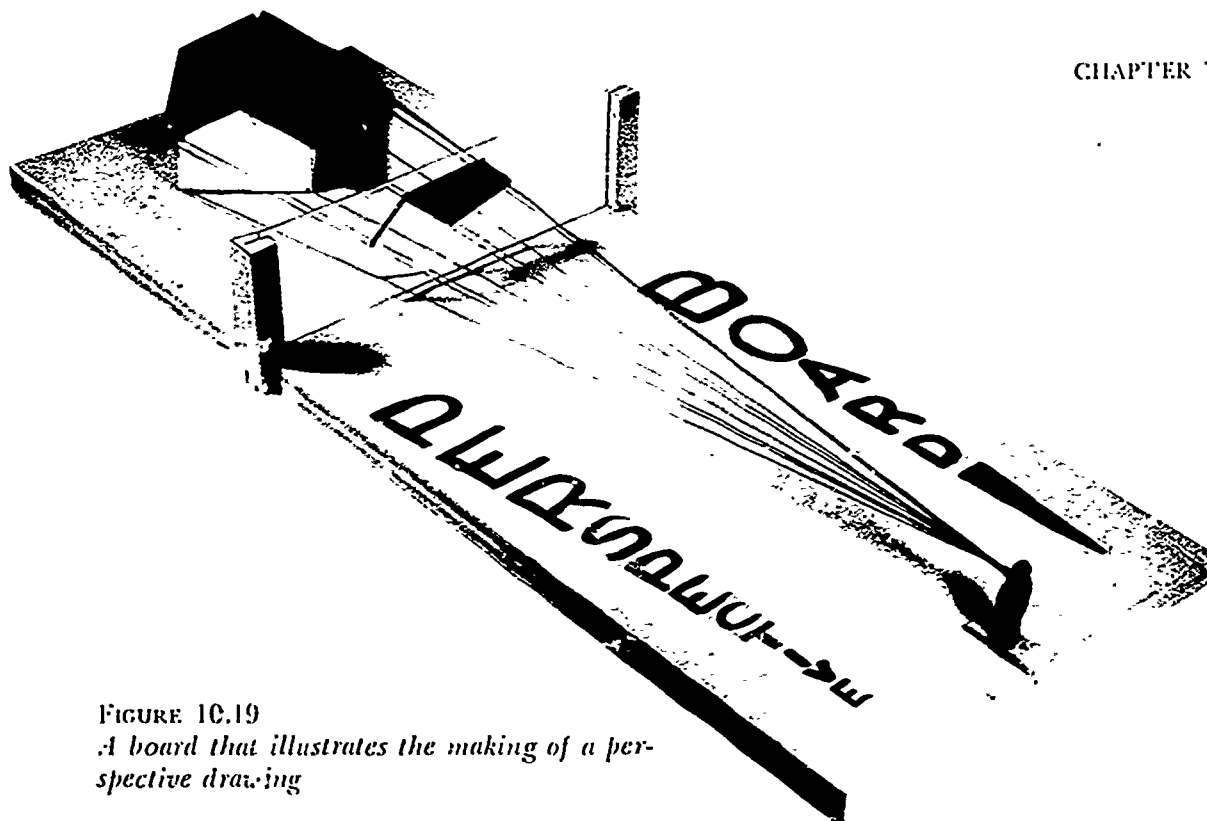 CHAPTER
BOARD
PERSPECTIVE
FIGURE 10.19
A board that illustrates the making of a per-
spective drawing